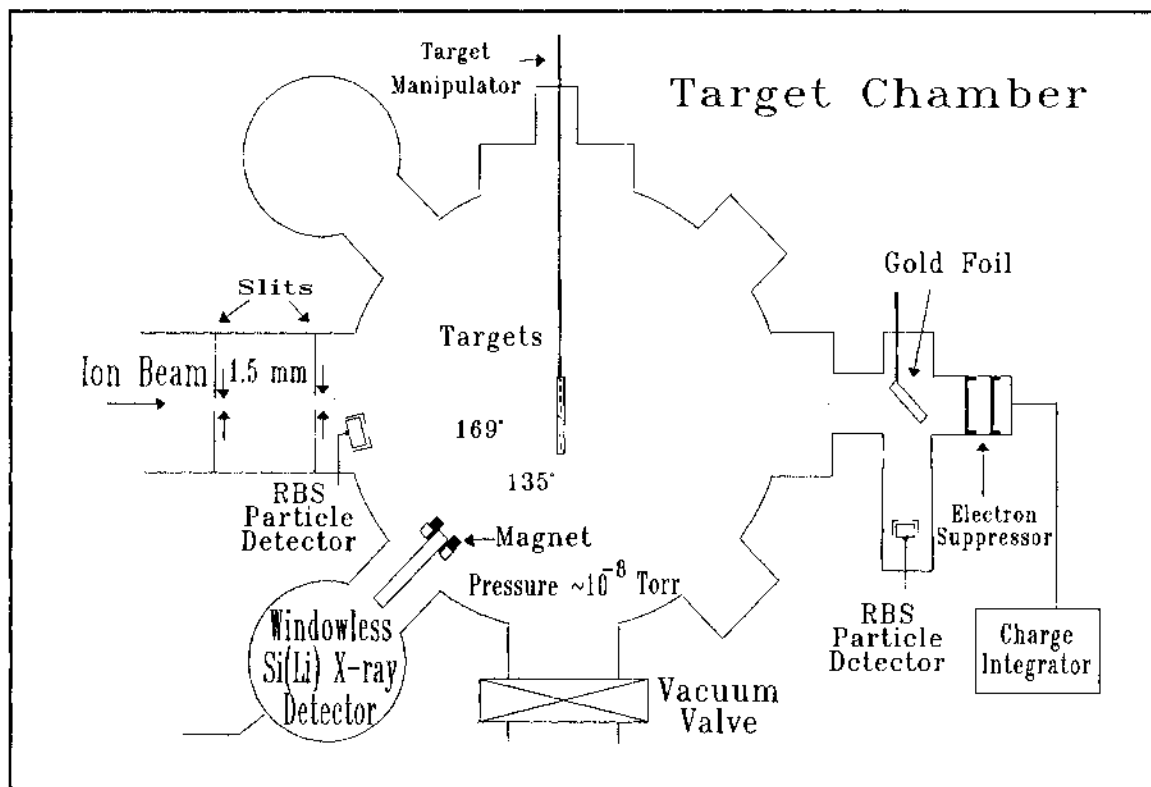 Target
Manipulator
Target Chamber
Gold Foil
Slits
Targets
Ion Beam
1.5 mm
169°
135°
RBS
Particle
Detector
Magnet
Electron
Suppressor
Pressure ~10⁻⁸ Torr
Windowless
Si(Li) X-ray
Detector
RBS
Particle
Detector
Charge
Integrator
Vacuum
Valve